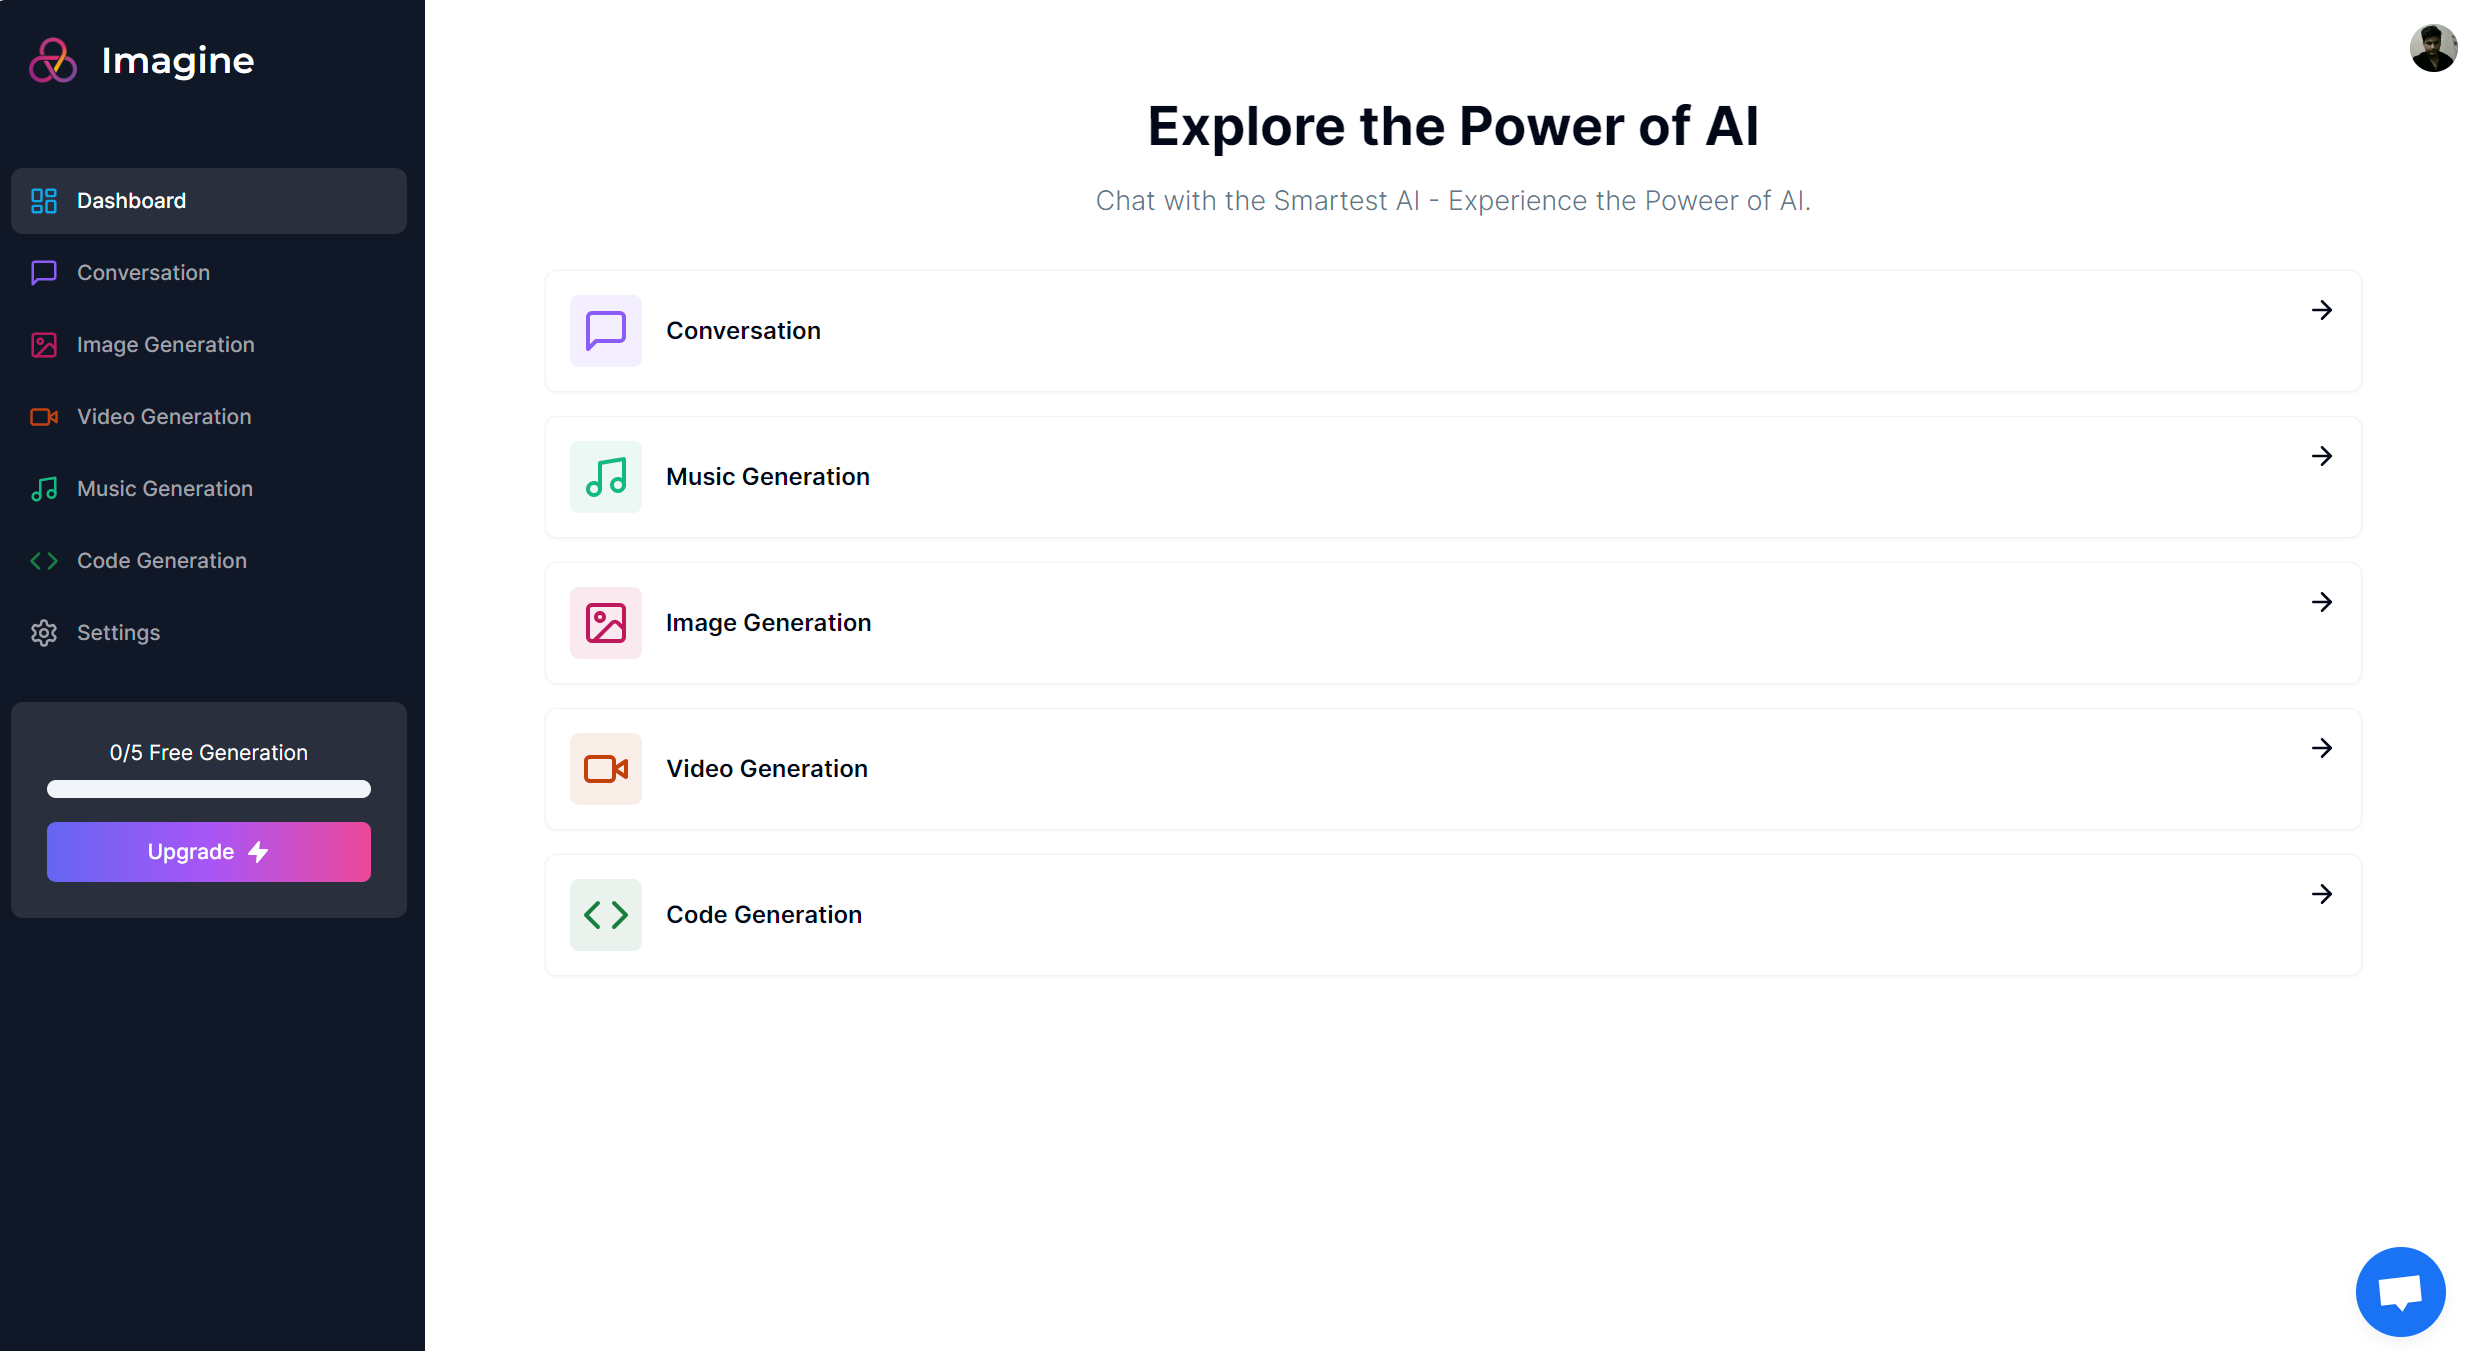 Imagine
Dashboard
Conversation
Image Generation
Video Generation
Music Generation
Code Generation
Settings
0/5 Free Generation
Upgrade
Explore the Power of AI
Chat with the Smartest AI - Experience the Poweer of AI.
Conversation
Music Generation
Image Generation
Video Generation
Code Generation